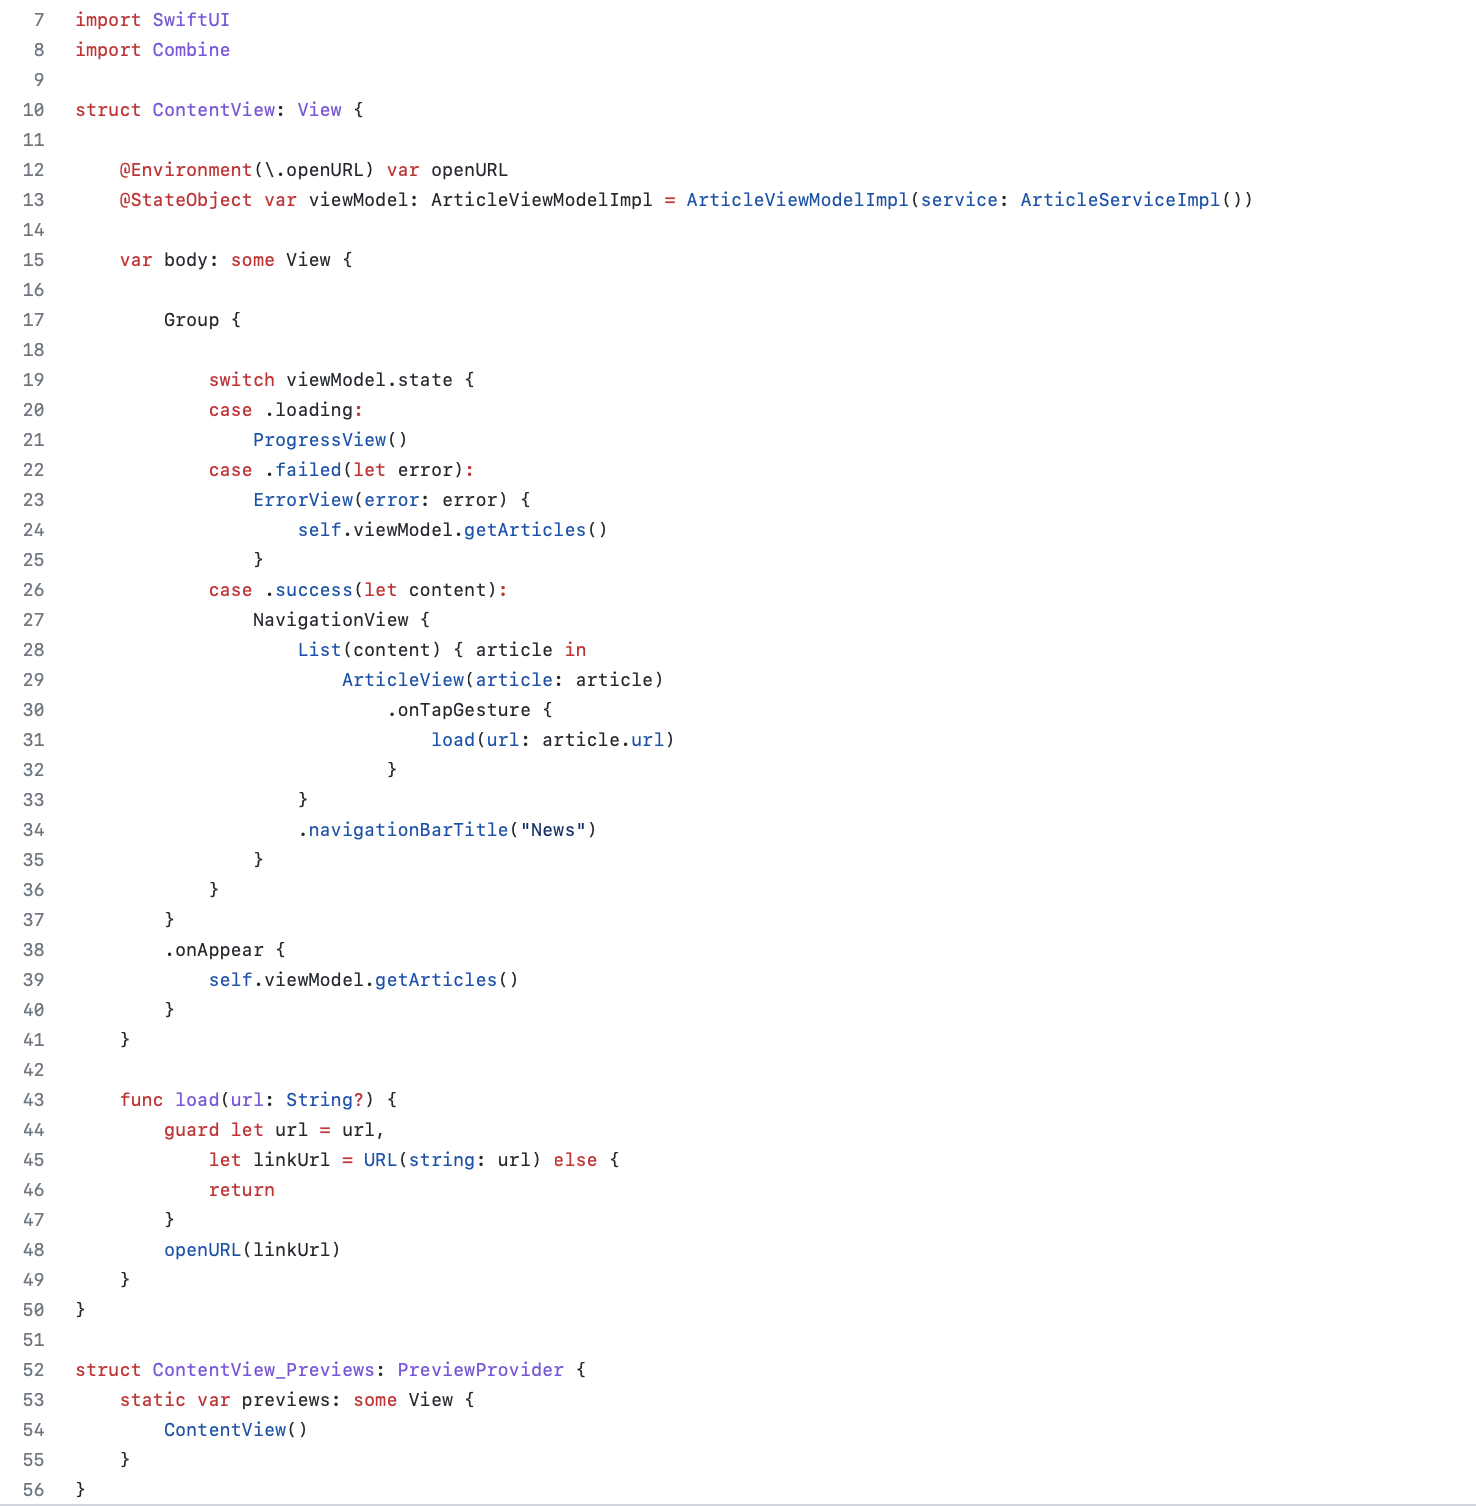 7 import SwiftUI
8 import Combine
9
10 struct ContentView: View {
11
12     @Environment(\.openURL) var openURL
13     @StateObject var viewModel: ArticleViewModelImpl = ArticleViewModelImpl(service: ArticleServiceImpl())
14
15     var body: some View {
16
17         Group {
18
19             switch viewModel.state {
20             case .loading:
21                 ProgressView()
22             case .failed(let error):
23                 ErrorView(error: error) {
24                     self.viewModel.getArticles()
25                 }
26             case .success(let content):
27                 NavigationView {
28                     List(content) { article in
29                         ArticleView(article: article)
30                             .onTapGesture {
31                                 load(url: article.url)
32                             }
33                     }
34                     .navigationBarTitle("News")
35                 }
36             }
37         }
38         .onAppear {
39             self.viewModel.getArticles()
40         }
41     }
42
43     func load(url: String?) {
44         guard let url = url,
45             let linkUrl = URL(string: url) else {
46             return
47         }
48         openURL(linkUrl)
49     }
50 }
51
52 struct ContentView_Previews: PreviewProvider {
53     static var previews: some View {
54         ContentView()
55     }
56 }